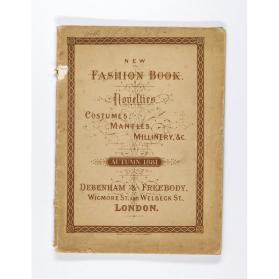 NEW
FASHION BOOK.
Novelties
COSTUMES,
MANTLES,
MILLINERY, &C.
AUTUMN 1881
DEBENHAM & FREEBODY,
WIGMORE ST. AND WELBECK ST.
LONDON.